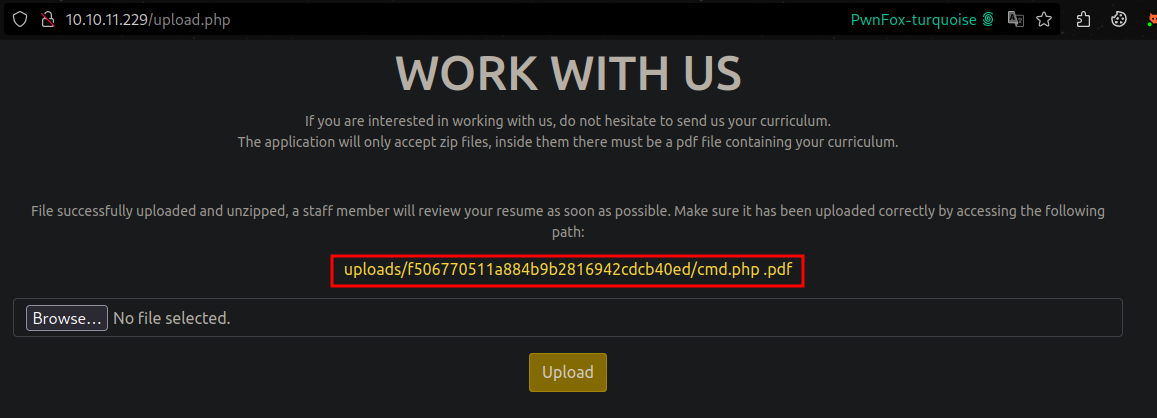 10.10.11.229/upload.php
PwnFox-turquoise
WORK WITH US
If you are interested in working with us, do not hesitate to send us your curriculum.
The application will only accept zip files, inside them there must be a pdf file containing your curriculum.
File successfully uploaded and unzipped, a staff member will review your resume as soon as possible. Make sure it has been uploaded correctly by accessing the following
path:
uploads/f506770511a884b9b2816942cdcb40ed/cmd.php .pdf
Browse... No file selected.
Upload